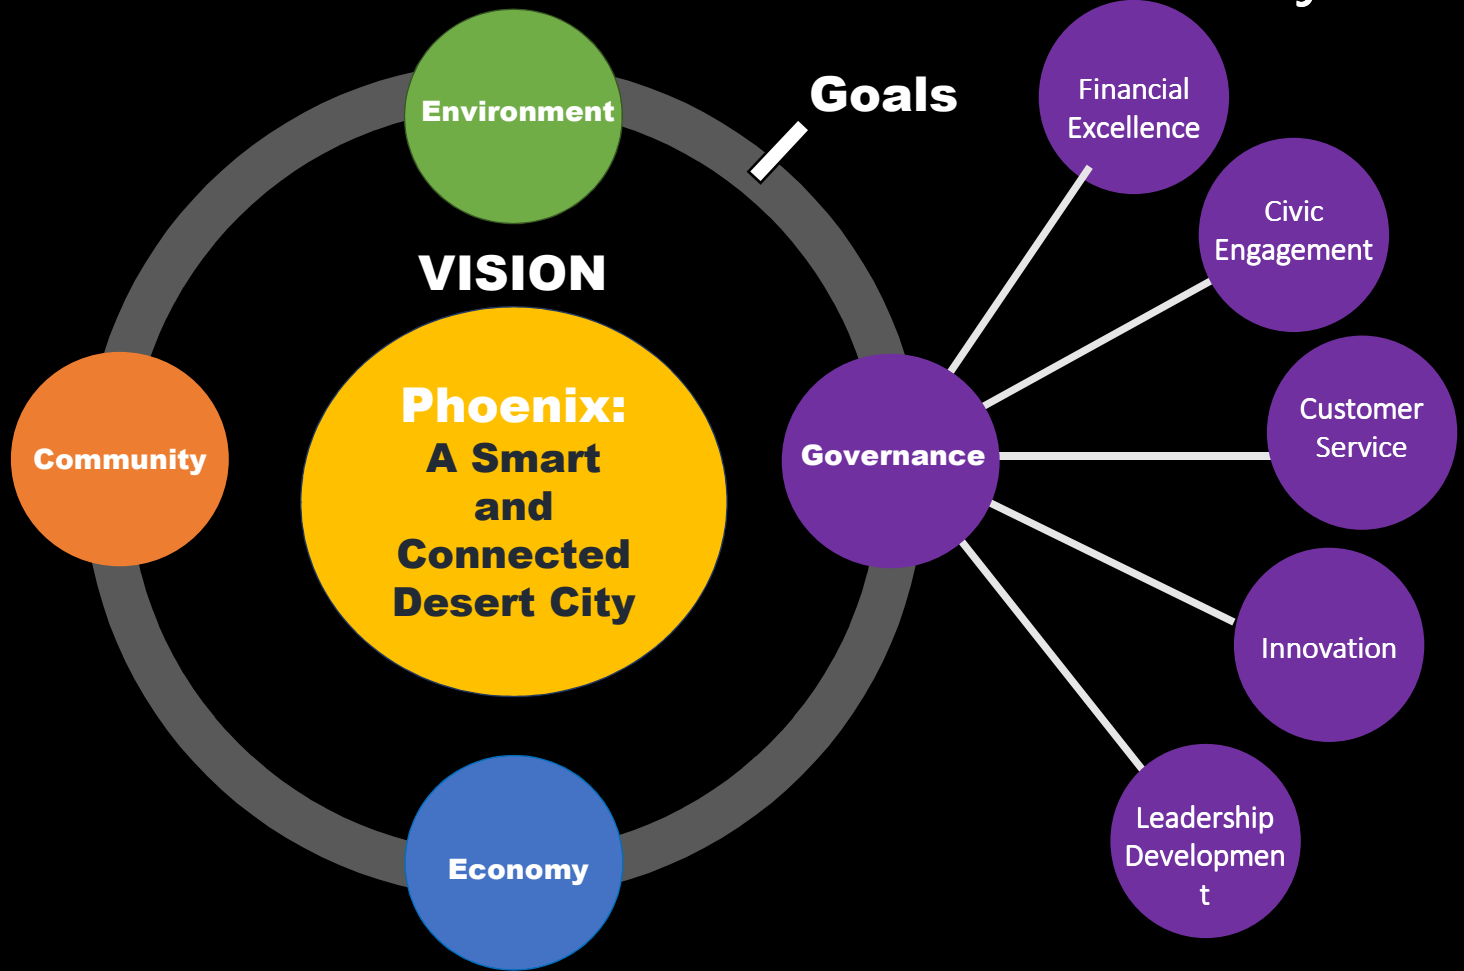 Goals
Environment
VISION
Phoenix:
A Smart
and
Connected
Desert City
Community
Governance
Economy
Financial
Excellence
Civic
Engagement
Customer
Service
Innovation
Leadership
Developmen
t